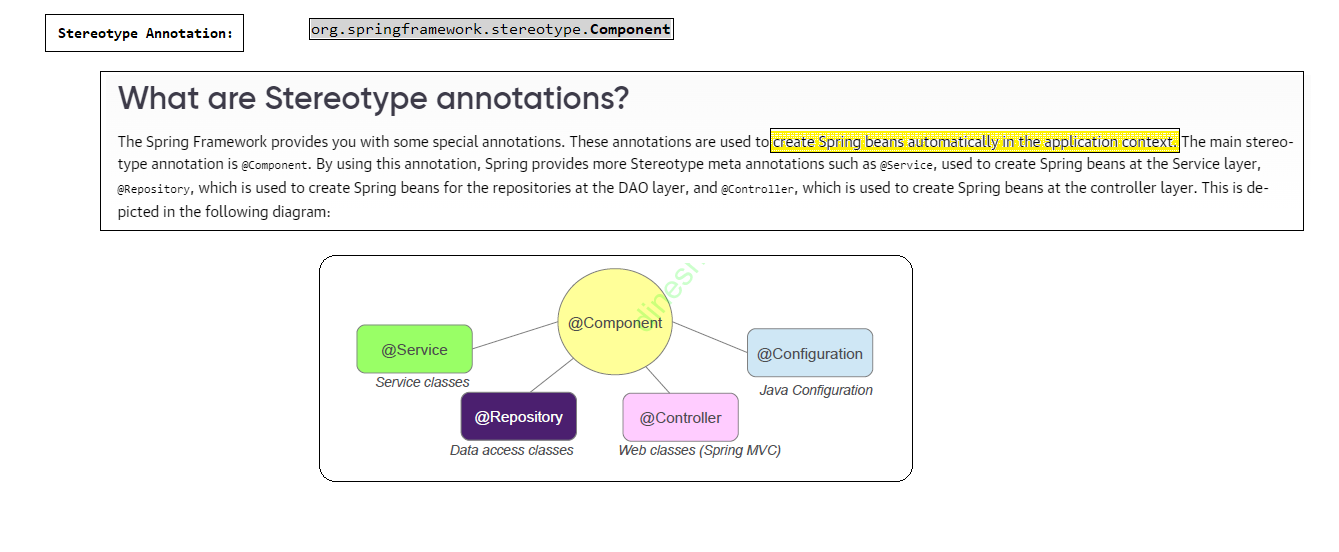 Stereotype Annotation:
org.springframework.stereotype.Component
What are Stereotype annotations?
The Spring Framework provides you with some special annotations. These annotations are used to create Spring beans automatically in the application context. The main stereo-
type annotation is @Component. By using this annotation, Spring provides more Stereotype meta annotations such as @Service, used to create Spring beans at the Service layer,
@Repository, which is used to create Spring beans for the repositories at the DAO layer, and @Controller, which is used to create Spring beans at the controller layer. This is de-
picted in the following diagram:
@Component
@Service
Service classes
@Configuration
Java Configuration
@Repository
Data access classes
@Controller
Web classes (Spring MVC)